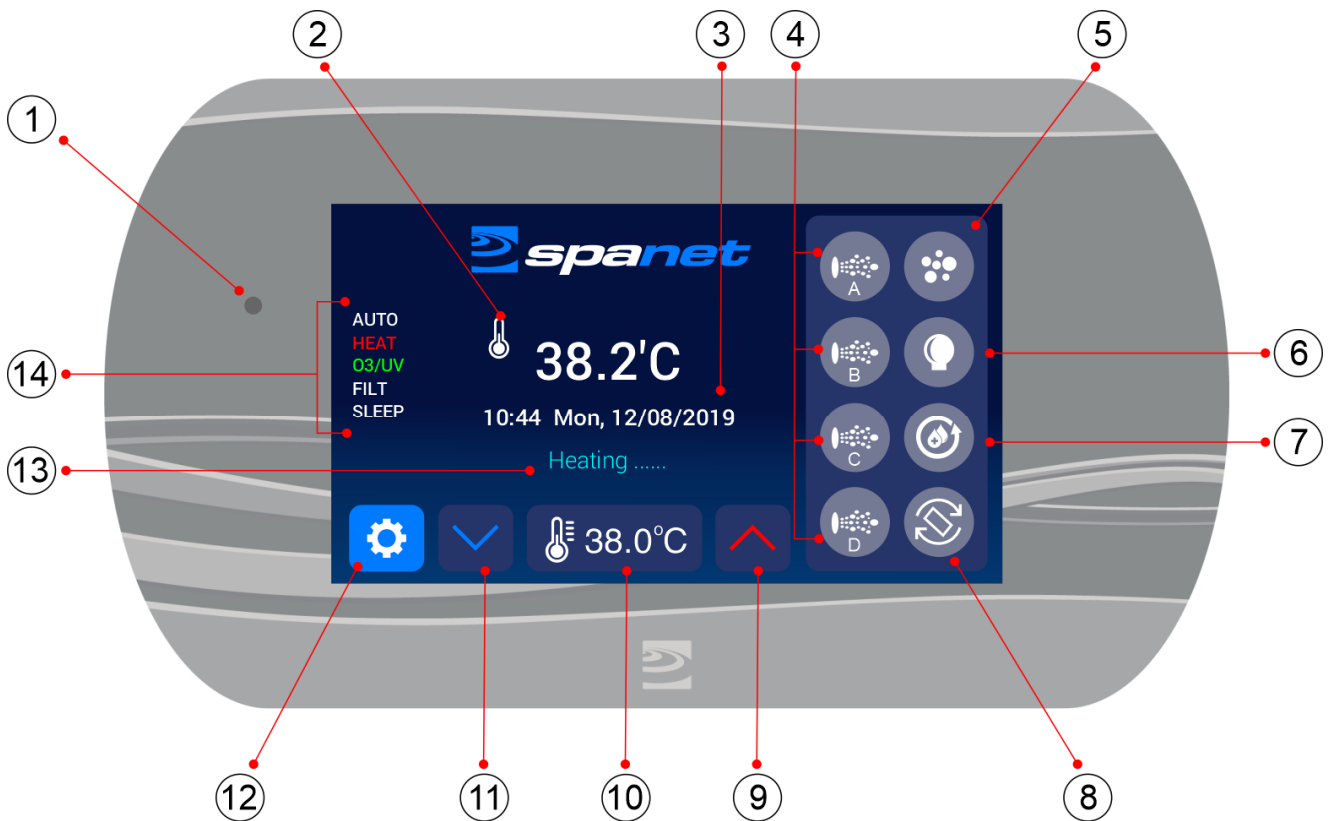 2
3
4
5
1
spanet
A
AUTO
HEAT
O3/UV
FILT
SLEEP
38.2'C
B
6
14
10:44 Mon, 12/08/2019
C
7
13
Heating ......
38.0°C
D
12
11
10
9
8